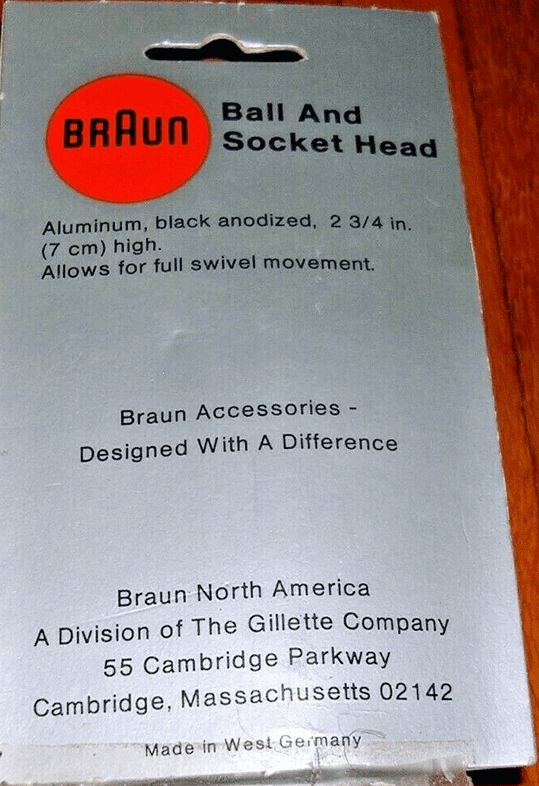 BRAUN
Ball And
Socket Head
Aluminum, black anodized, 2 3/4 in.
(7 cm) high.
Allows for full swivel movement.
Braun Accessories -
Designed With A Difference
Braun North America
A Division of The Gillette Company
55 Cambridge Parkway
Cambridge, Massachusetts 02142
Made in West Germany